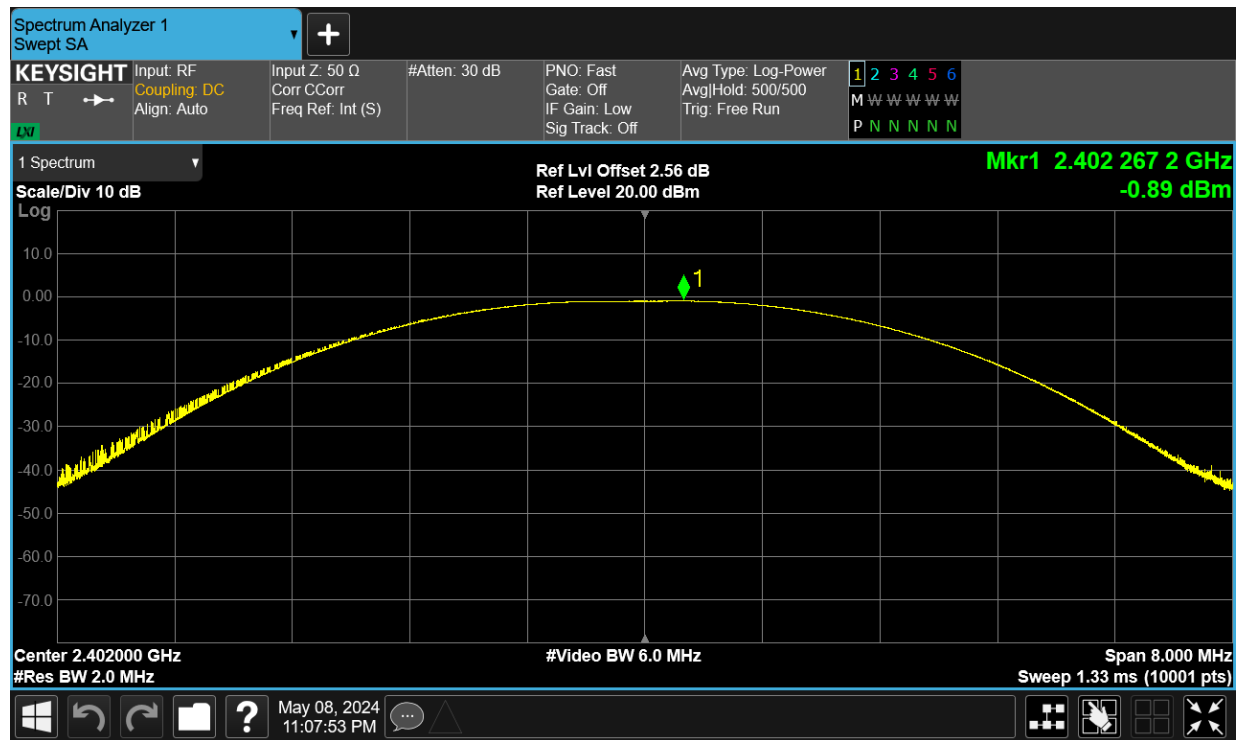 Spectrum Analyzer 1
Swept SA
+
KEYSIGHT
R T
LXI
Input: RF
Coupling: DC
Align: Auto
Input Z: 50 Ω
Corr CCorr
Freq Ref: Int (S)
#Atten: 30 dB
PNO: Fast
Gate: Off
IF Gain: Low
Sig Track: Off
Avg Type: Log-Power
Avg|Hold: 500/500
Trig: Free Run
1 2 3 4 5 6
M W W W W W
P N N N N N
1 Spectrum
Scale/Div 10 dB
Ref Lvl Offset 2.56 dB
Ref Level 20.00 dBm
Mkr1 2.402 267 2 GHz
-0.89 dBm
Log
10.0
0.00
-10.0
-20.0
-30.0
-40.0
-50.0
-60.0
-70.0
1
Center 2.402000 GHz
#Res BW 2.0 MHz
#Video BW 6.0 MHz
Span 8.000 MHz
Sweep 1.33 ms (10001 pts)
?
May 08, 2024
11:07:53 PM